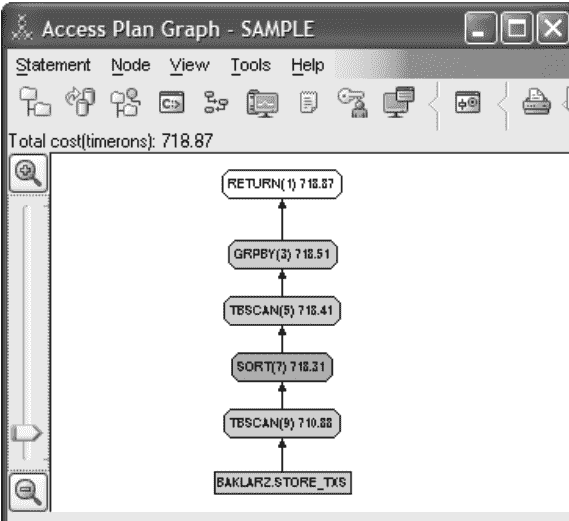 Access Plan Graph - SAMPLE
Statement Node View Tools Help
Total cost(timerons): 718.87
RETURN(1) 718.87
GRPBY(3) 718.51
TBSCAN(5) 718.41
SORT(7) 718.31
TBSCAN(9) 710.88
BAKLARZ.STORE_TXS